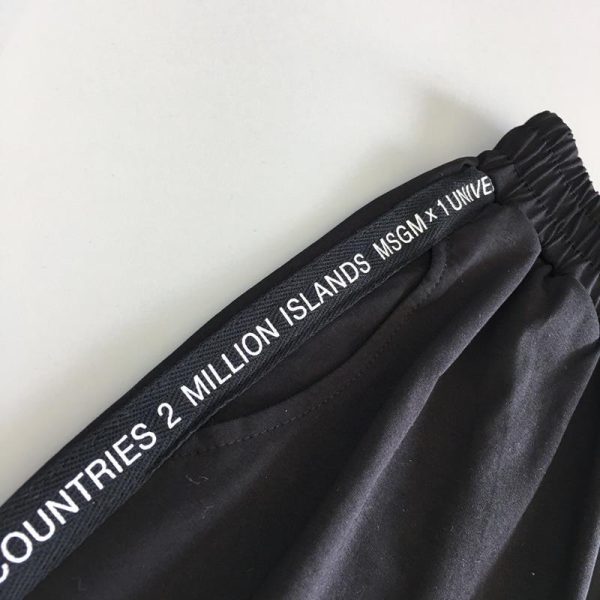 COUNTRIES 2 MILLION ISLANDS MSGM x 1 UNIVE